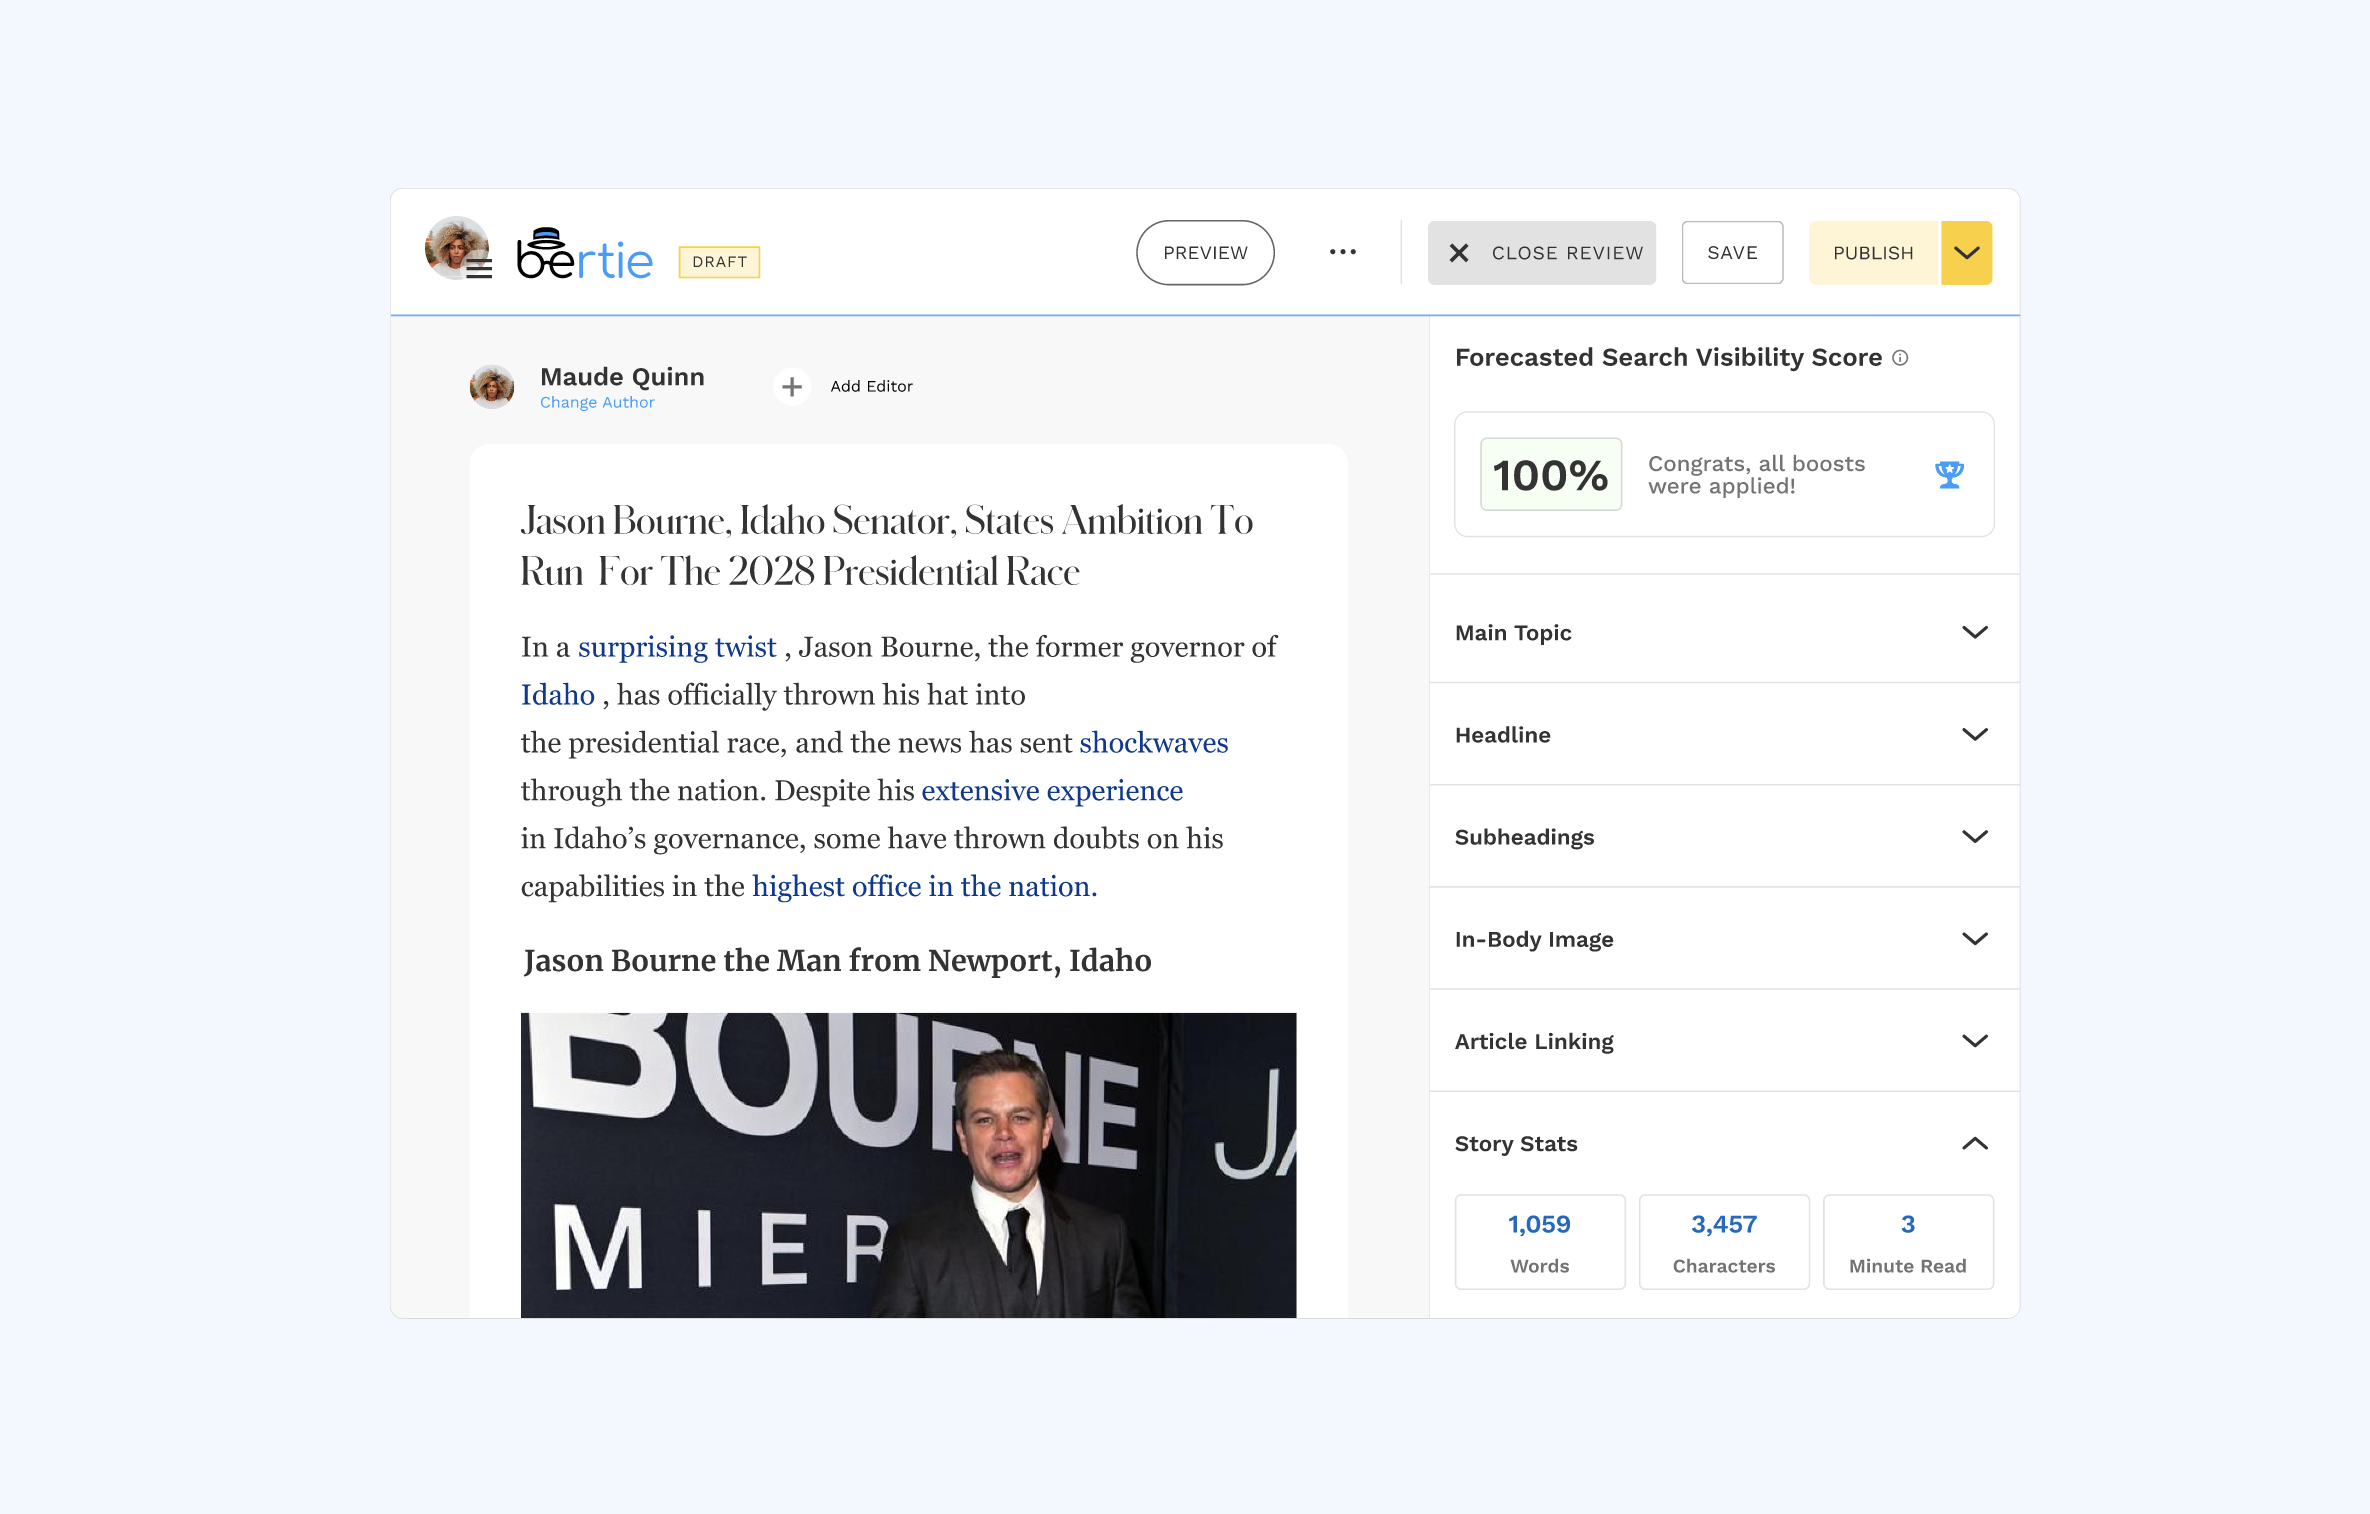 bertie
DRAFT
PREVIEW
CLOSE REVIEW
SAVE
PUBLISH
Maude Quinn
Change Author
Add Editor
Jason Bourne, Idaho Senator, States Ambition To
Run For The 2028 Presidential Race
In a surprising twist , Jason Bourne, the former governor of
Idaho , has officially thrown his hat into
the presidential race, and the news has sent shockwaves
through the nation. Despite his extensive experience
in Idaho’s governance, some have thrown doubts on his
capabilities in the highest office in the nation.
Jason Bourne the Man from Newport, Idaho
BOURNE
JA
MIER
Forecasted Search Visibility Score
100%
Congrats, all boosts
were applied!
Main Topic
Headline
Subheadings
In-Body Image
Article Linking
Story Stats
1,059
Words
3,457
Characters
3
Minute Read